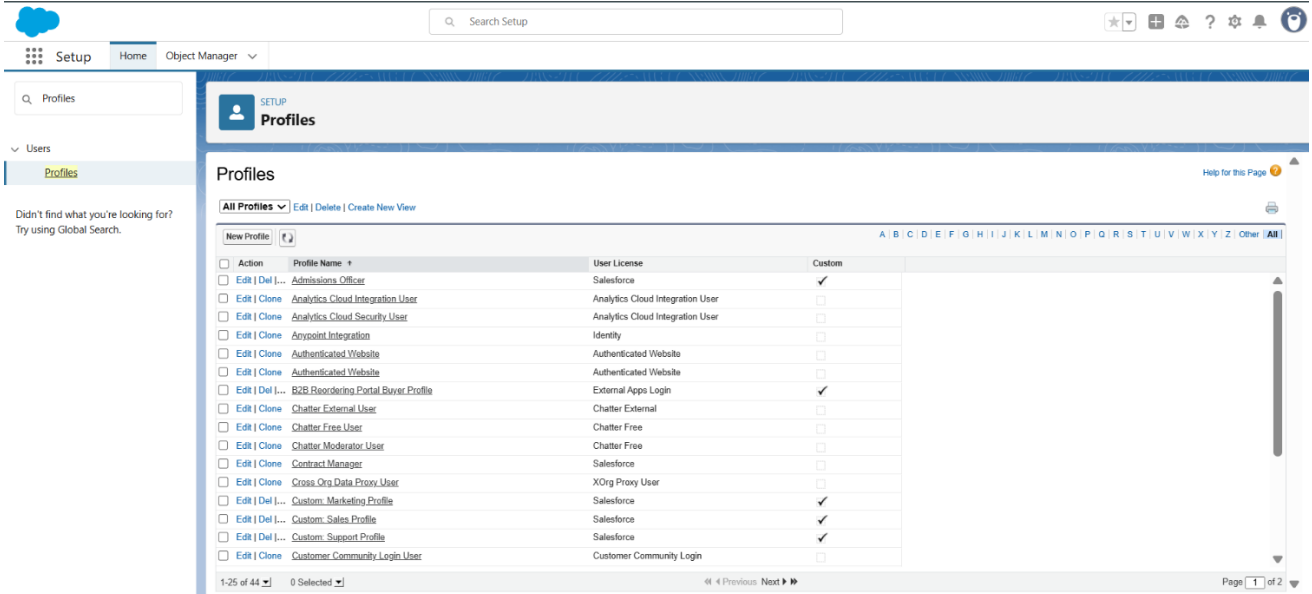 Search Setup
Setup Home Object Manager
Profiles
SETUP
Profiles
Users
Profiles
Didn't find what you're looking for?
Try using Global Search.
Profiles
Help for this Page
All Profiles Edit | Delete | Create New View
New Profile
A | B | C | D | E | F | G | H | I | J | K | L | M | N | O | P | Q | R | S | T | U | V | W | X | Y | Z | Other | All
Action Profile Name User License Custom
Edit | Del |... Admissions Officer Salesforce ✓
Edit | Clone Analytics Cloud Integration User Analytics Cloud Integration User
Edit | Clone Analytics Cloud Security User Analytics Cloud Integration User
Edit | Clone Anypoint Integration Identity
Edit | Clone Authenticated Website Authenticated Website
Edit | Clone Authenticated Website Authenticated Website
Edit | Del |... B2B Reordering Portal Buyer Profile External Apps Login ✓
Edit | Clone Chatter External User Chatter External
Edit | Clone Chatter Free User Chatter Free
Edit | Clone Chatter Moderator User Chatter Free
Edit | Clone Contract Manager Salesforce
Edit | Clone Cross Org Data Proxy User XOrg Proxy User
Edit | Del |... Custom: Marketing Profile Salesforce ✓
Edit | Del |... Custom: Sales Profile Salesforce ✓
Edit | Del |... Custom: Support Profile Salesforce ✓
Edit | Clone Customer Community Login User Customer Community Login
1-25 of 44 0 Selected Previous Next Page 1 of 2